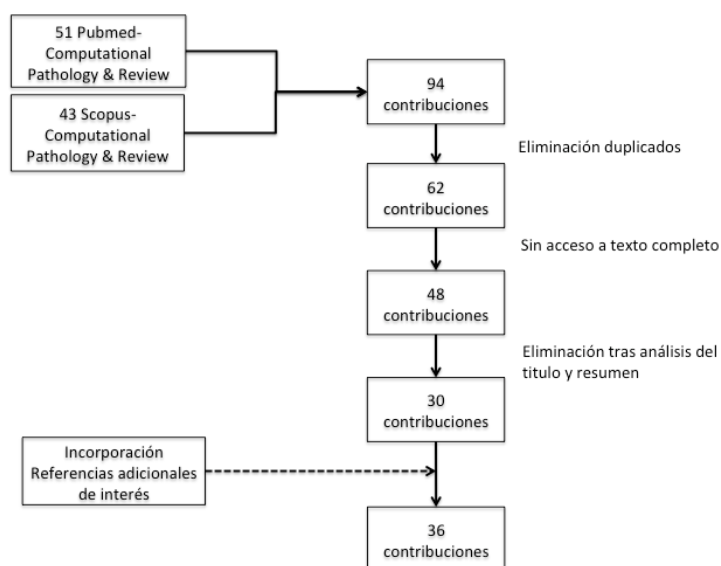 51 Pubmed-
Computational
Pathology & Review
43 Scopus-
Computational
Pathology & Review
94
contribuciones
Eliminación duplicados
62
contribuciones
Sin acceso a texto completo
48
contribuciones
Eliminación tras análisis del
titulo y resumen
30
contribuciones
Incorporación
Referencias adicionales
de interés
36
contribuciones